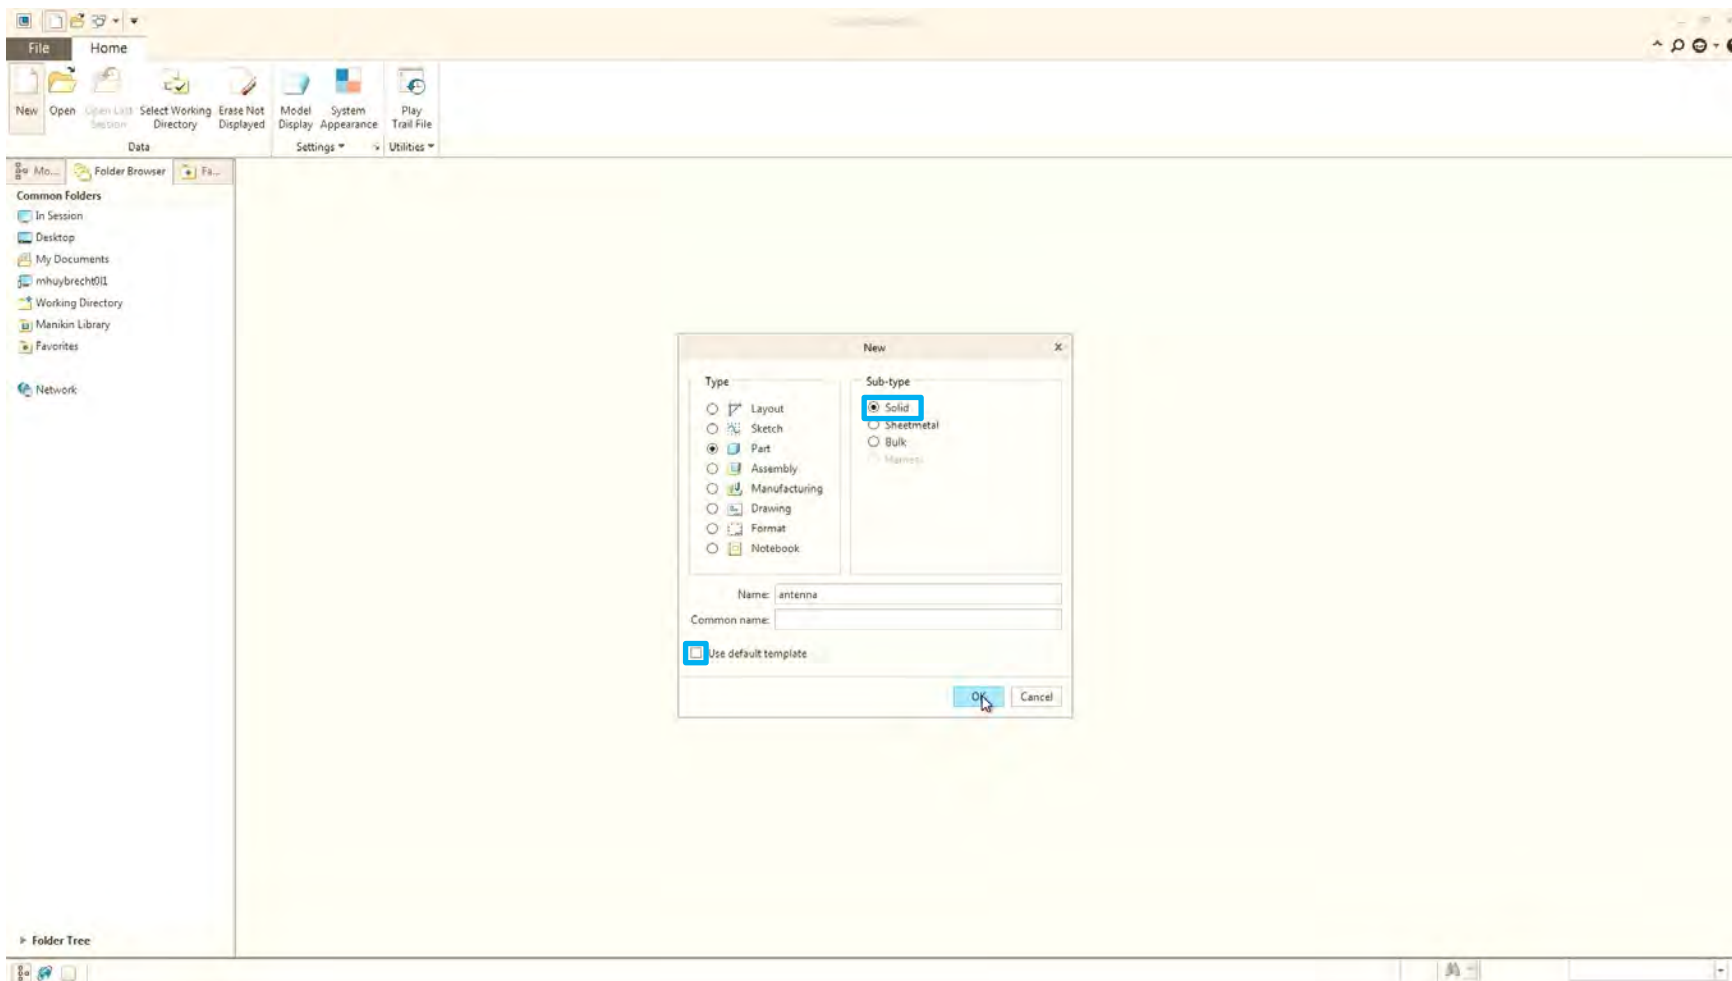 File Home
New Open Select Working Directory Erase Not Displayed Model Display System Appearance Play Trail File
Data Settings Utilities
Mo... Folder Browser Fa...
Common Folders
In Session
Desktop
My Documents
mhuybrecht0l1
Working Directory
Manikin Library
Favorites
Network
New
Type Sub-type
Layout Solid
Sketch Sheetmetal
Part Bulk
Assembly
Manufacturing
Drawing
Format
Notebook
Name: antenna
Common name:
Use default template
OK Cancel
Folder Tree